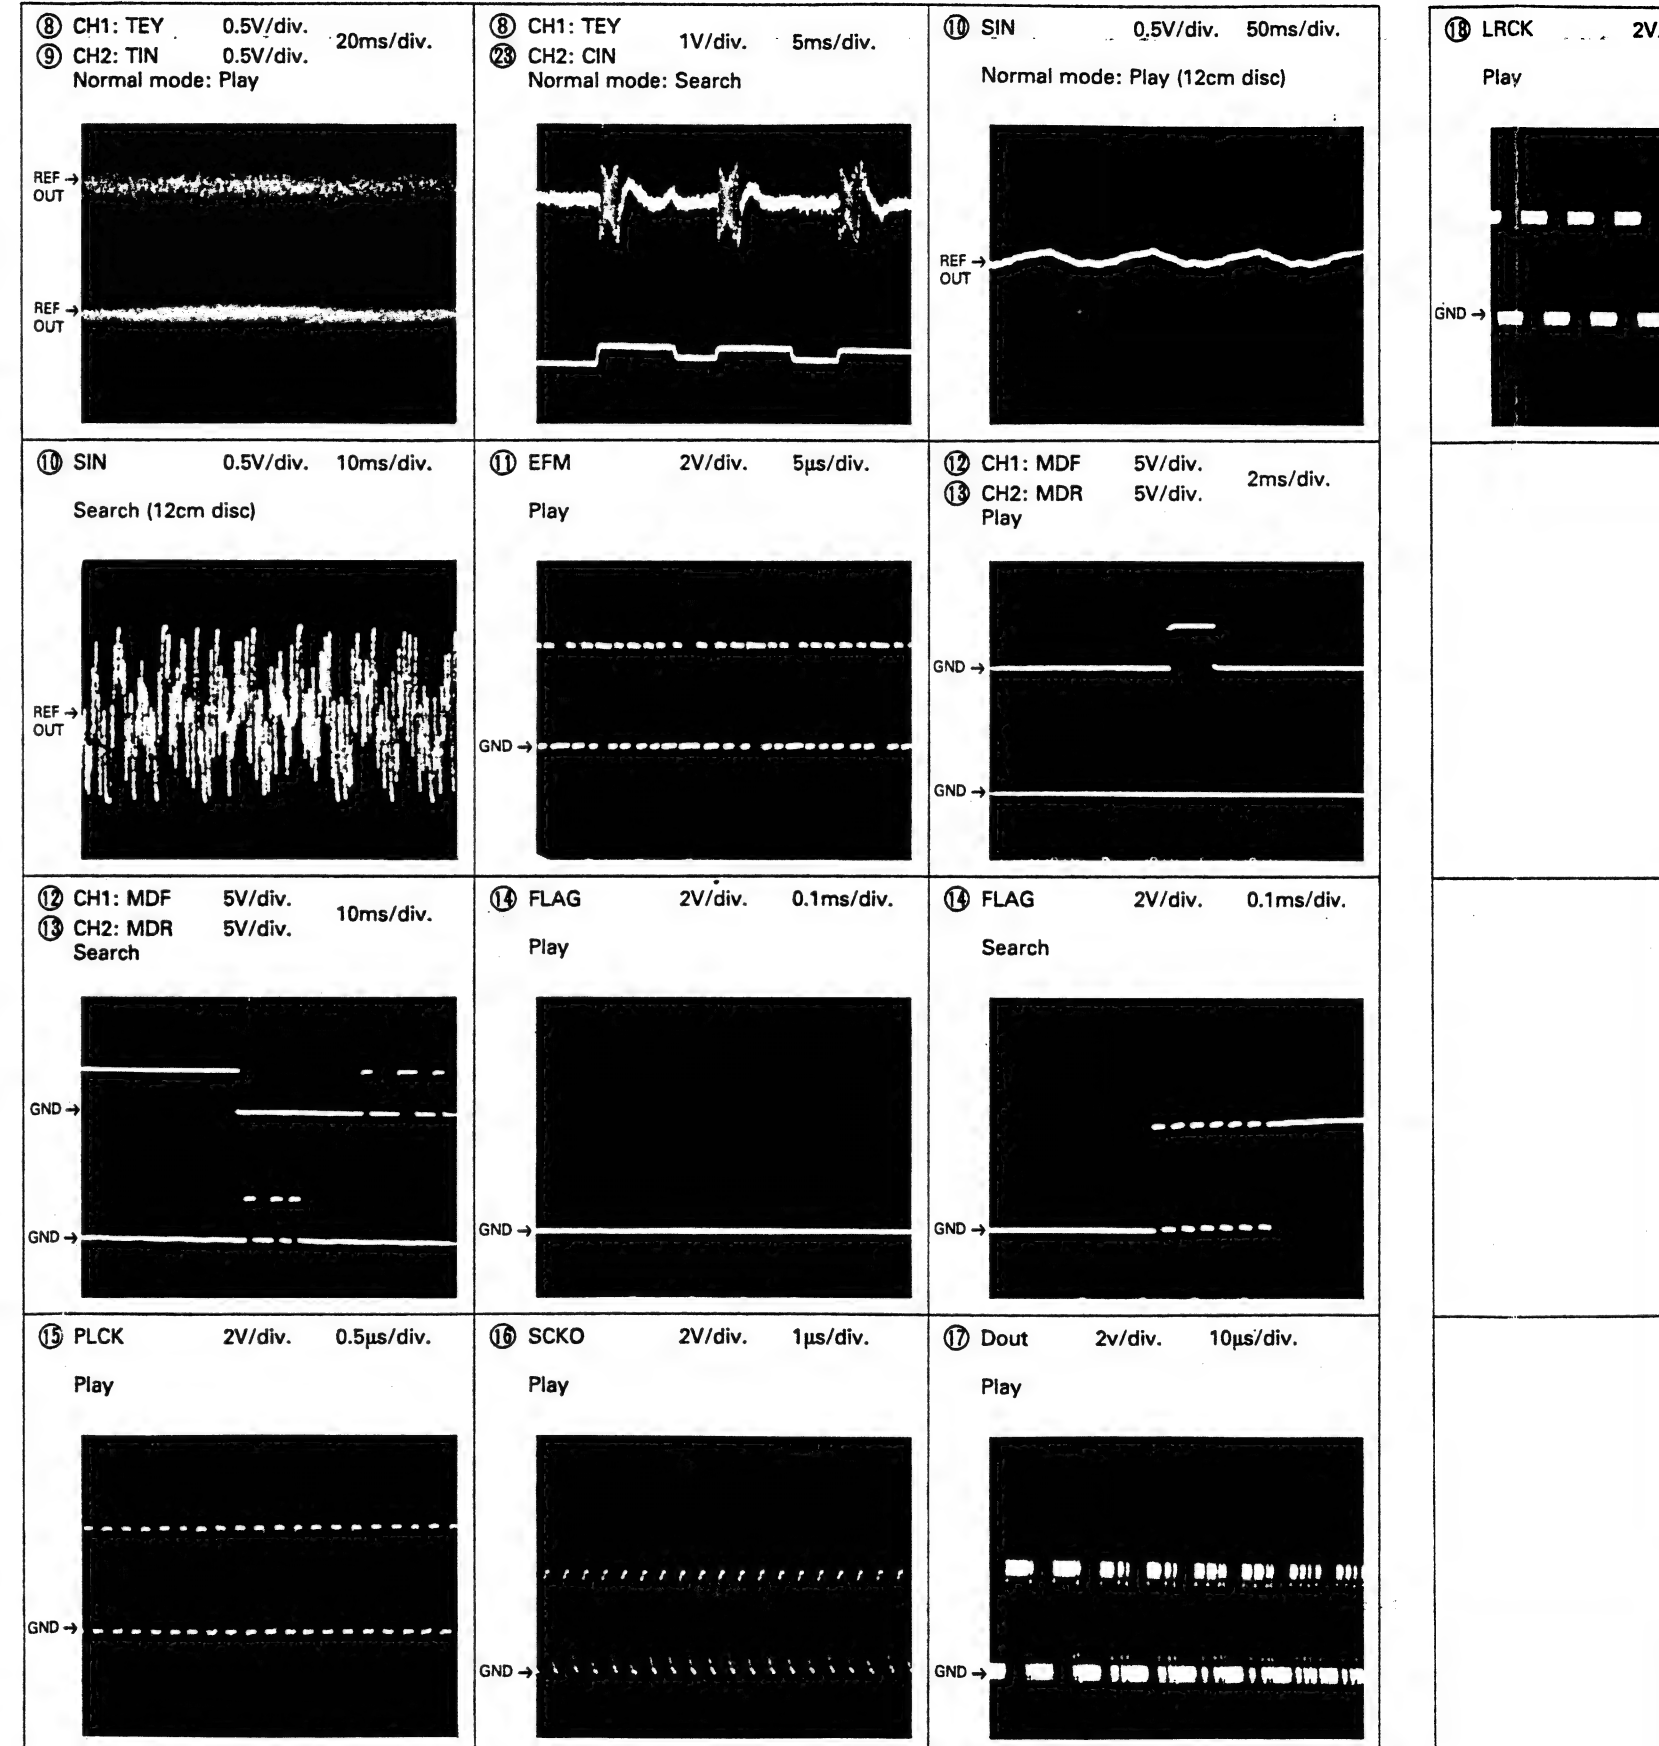 ⑧ CH1: TEY 0.5V/div. 20ms/div.
⑨ CH2: TIN 0.5V/div.
Normal mode: Play
REF →
OUT
REF →
OUT
⑧ CH1: TEY 1V/div. 5ms/div.
㉓ CH2: CIN
Normal mode: Search
⑩ SIN 0.5V/div. 50ms/div.
Normal mode: Play (12cm disc)
REF →
OUT
⑱ LRCK 2V.
Play
GND →
⑩ SIN 0.5V/div. 10ms/div.
Search (12cm disc)
REF →
OUT
⑪ EFM 2V/div. 5μs/div.
Play
GND →
⑫ CH1: MDF 5V/div. 2ms/div.
⑬ CH2: MDR 5V/div.
Play
GND →
GND →
⑫ CH1: MDF 5V/div. 10ms/div.
⑬ CH2: MDR 5V/div.
Search
GND →
GND →
⑭ FLAG 2V/div. 0.1ms/div.
Play
GND →
⑭ FLAG 2V/div. 0.1ms/div.
Search
GND →
⑮ PLCK 2V/div. 0.5μs/div.
Play
GND →
⑯ SCKO 2V/div. 1μs/div.
Play
GND →
⑰ Dout 2v/div. 10μs/div.
Play
GND →